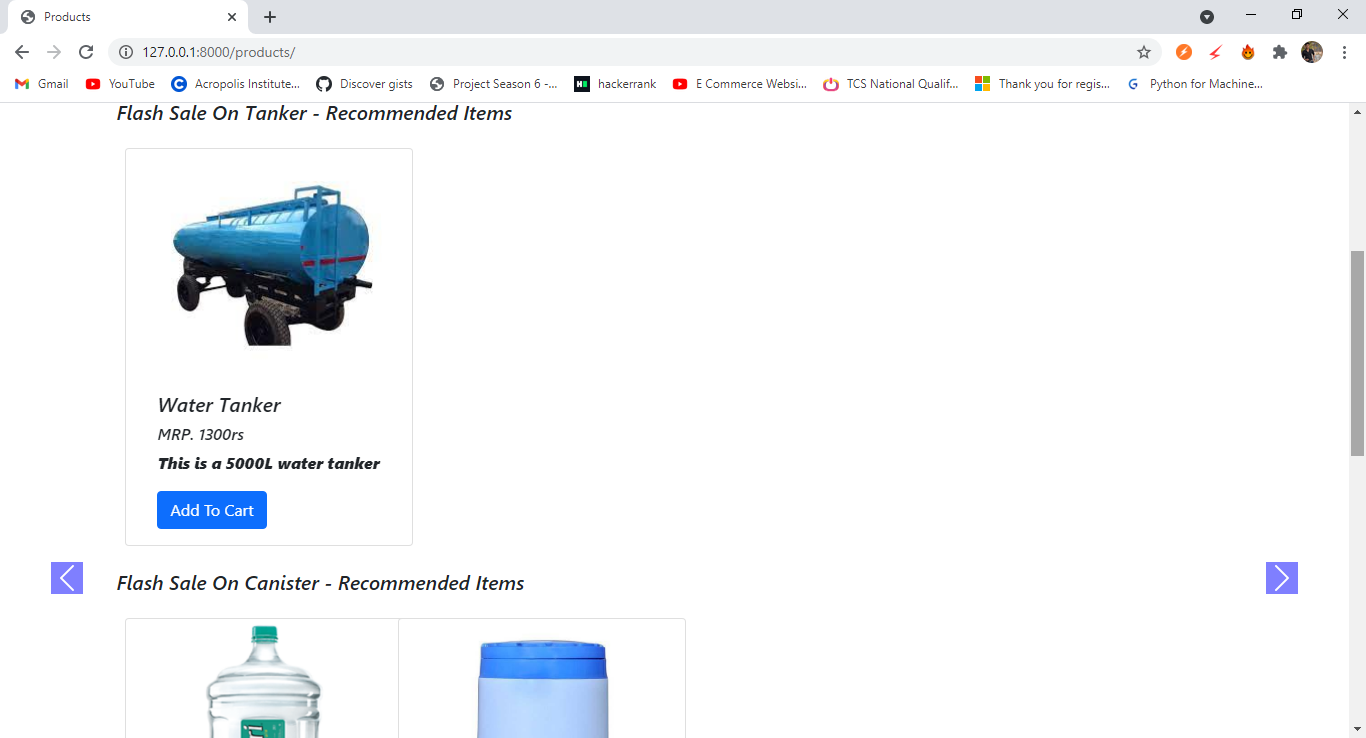 Products
127.0.0.1:8000/products/
Gmail
YouTube
Acropolis Institute...
Discover gists
Project Season 6 -...
hackerrank
E Commerce Websi...
TCS National Qualif...
Thank you for regis...
Python for Machine...
Flash Sale On Tanker - Recommended Items
Water Tanker
MRP. 1300rs
This is a 5000L water tanker
Add To Cart
Flash Sale On Canister - Recommended Items